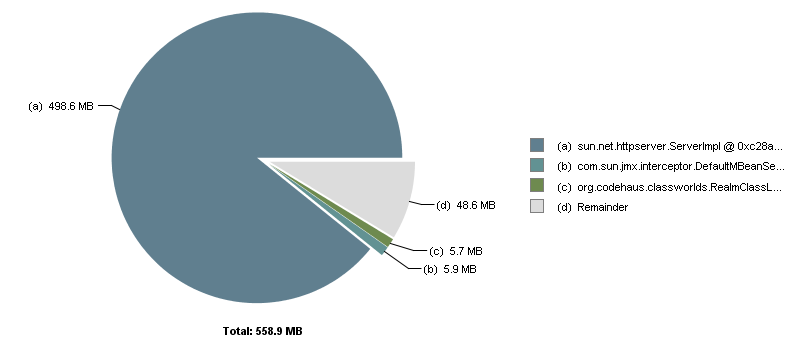 (a) 498.6 MB
(d) 48.6 MB
(c) 5.7 MB
(b) 5.9 MB
(a) sun.net.httpserver.ServerImpl @ 0xc28a...
(b) com.sun.jmx.interceptor.DefaultMBeanSe...
(c) org.codehaus.classworlds.RealmClassL...
(d) Remainder
Total: 558.9 MB